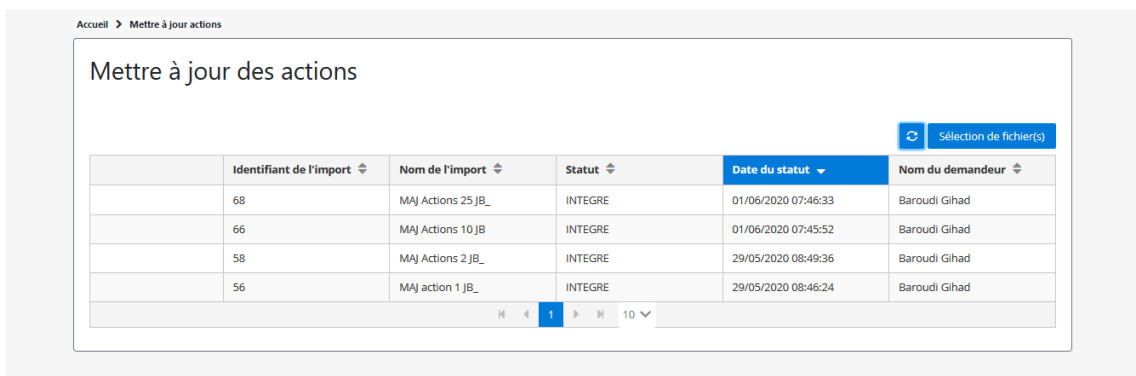 Accueil > Mettre à jour actions
Mettre à jour des actions
Sélection de fichier(s)
Identifiant de l'import Nom de l'import Statut Date du statut Nom du demandeur
68 MAJ Actions 25 JB_ INTEGRE 01/06/2020 07:46:33 Baroudi Gihad
66 MAJ Actions 10 JB INTEGRE 01/06/2020 07:45:52 Baroudi Gihad
58 MAJ Actions 2 JB_ INTEGRE 29/05/2020 08:49:36 Baroudi Gihad
56 MAJ action 1 JB_ INTEGRE 29/05/2020 08:46:24 Baroudi Gihad
1 10